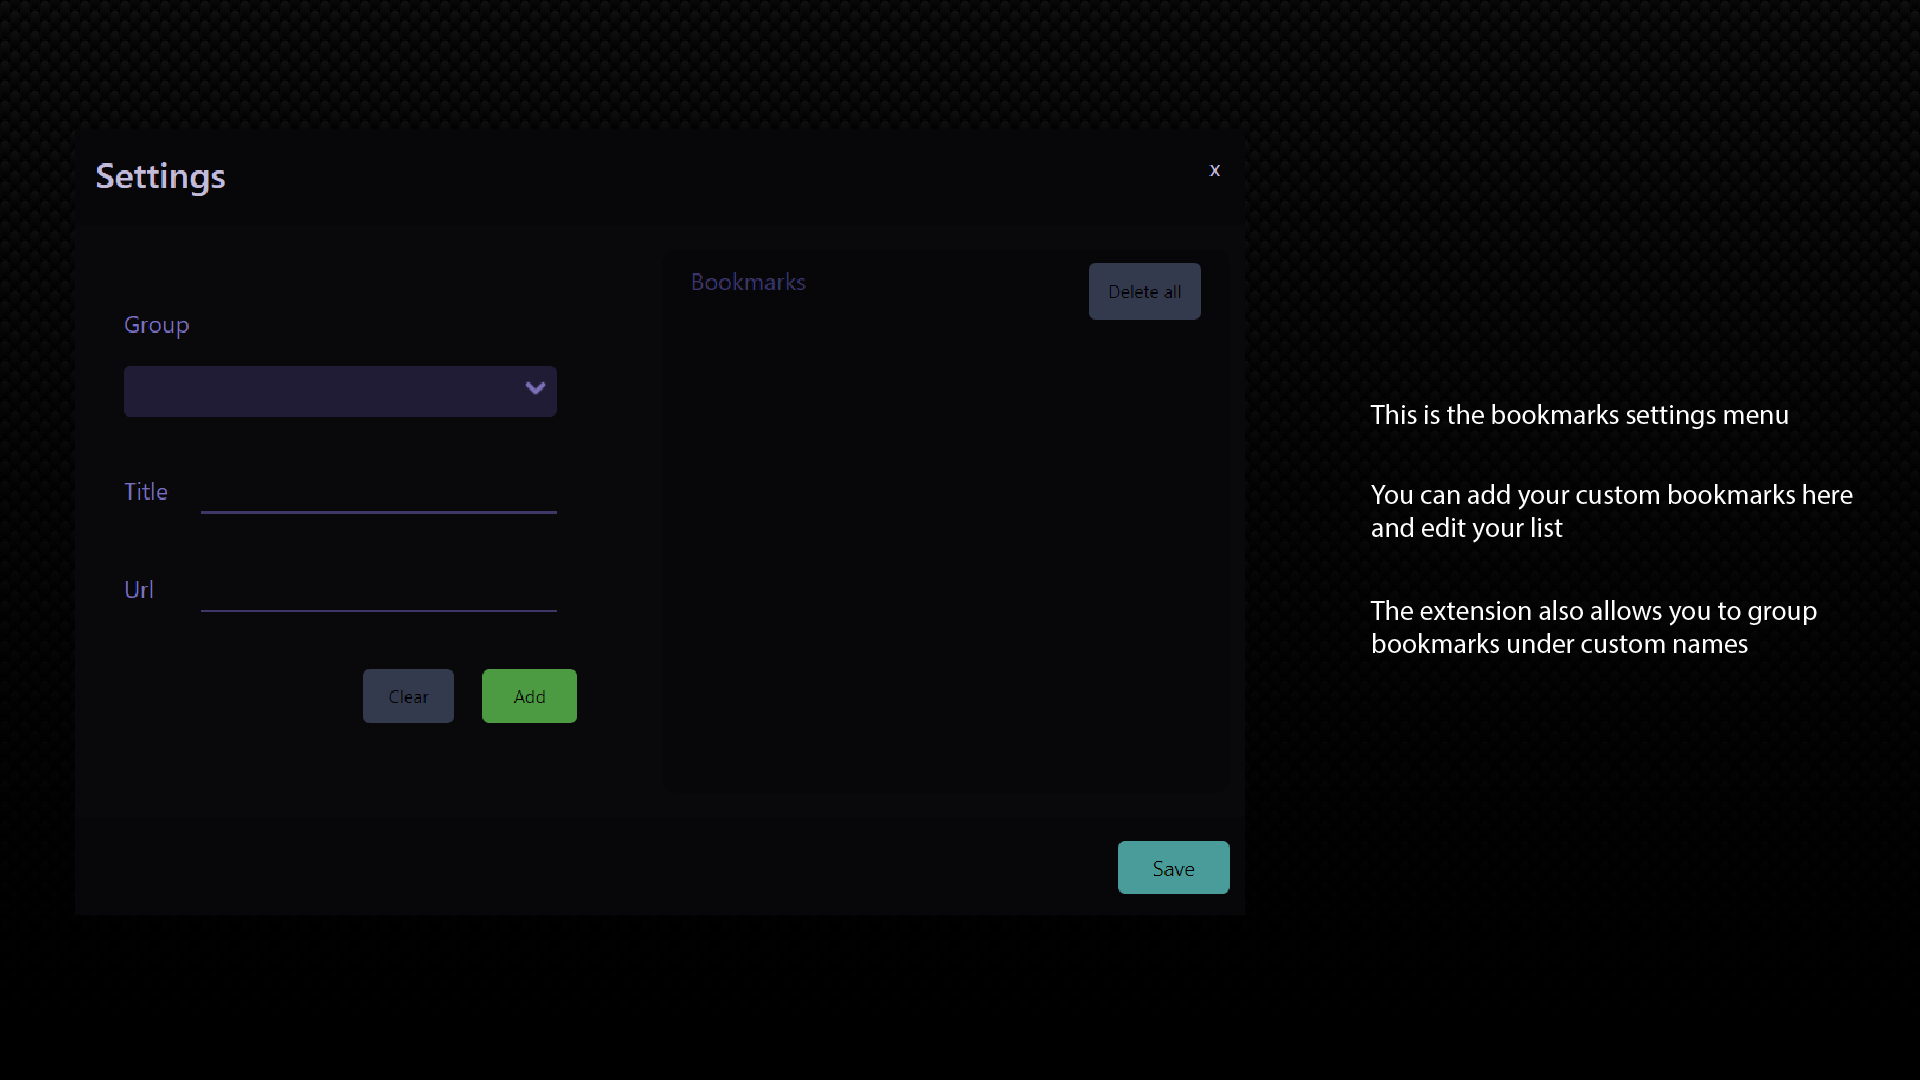 Settings
x
Group
Title
Url
Clear
Add
Bookmarks
Delete all
Save
This is the bookmarks settings menu
You can add your custom bookmarks here
and edit your list
The extension also allows you to group
bookmarks under custom names